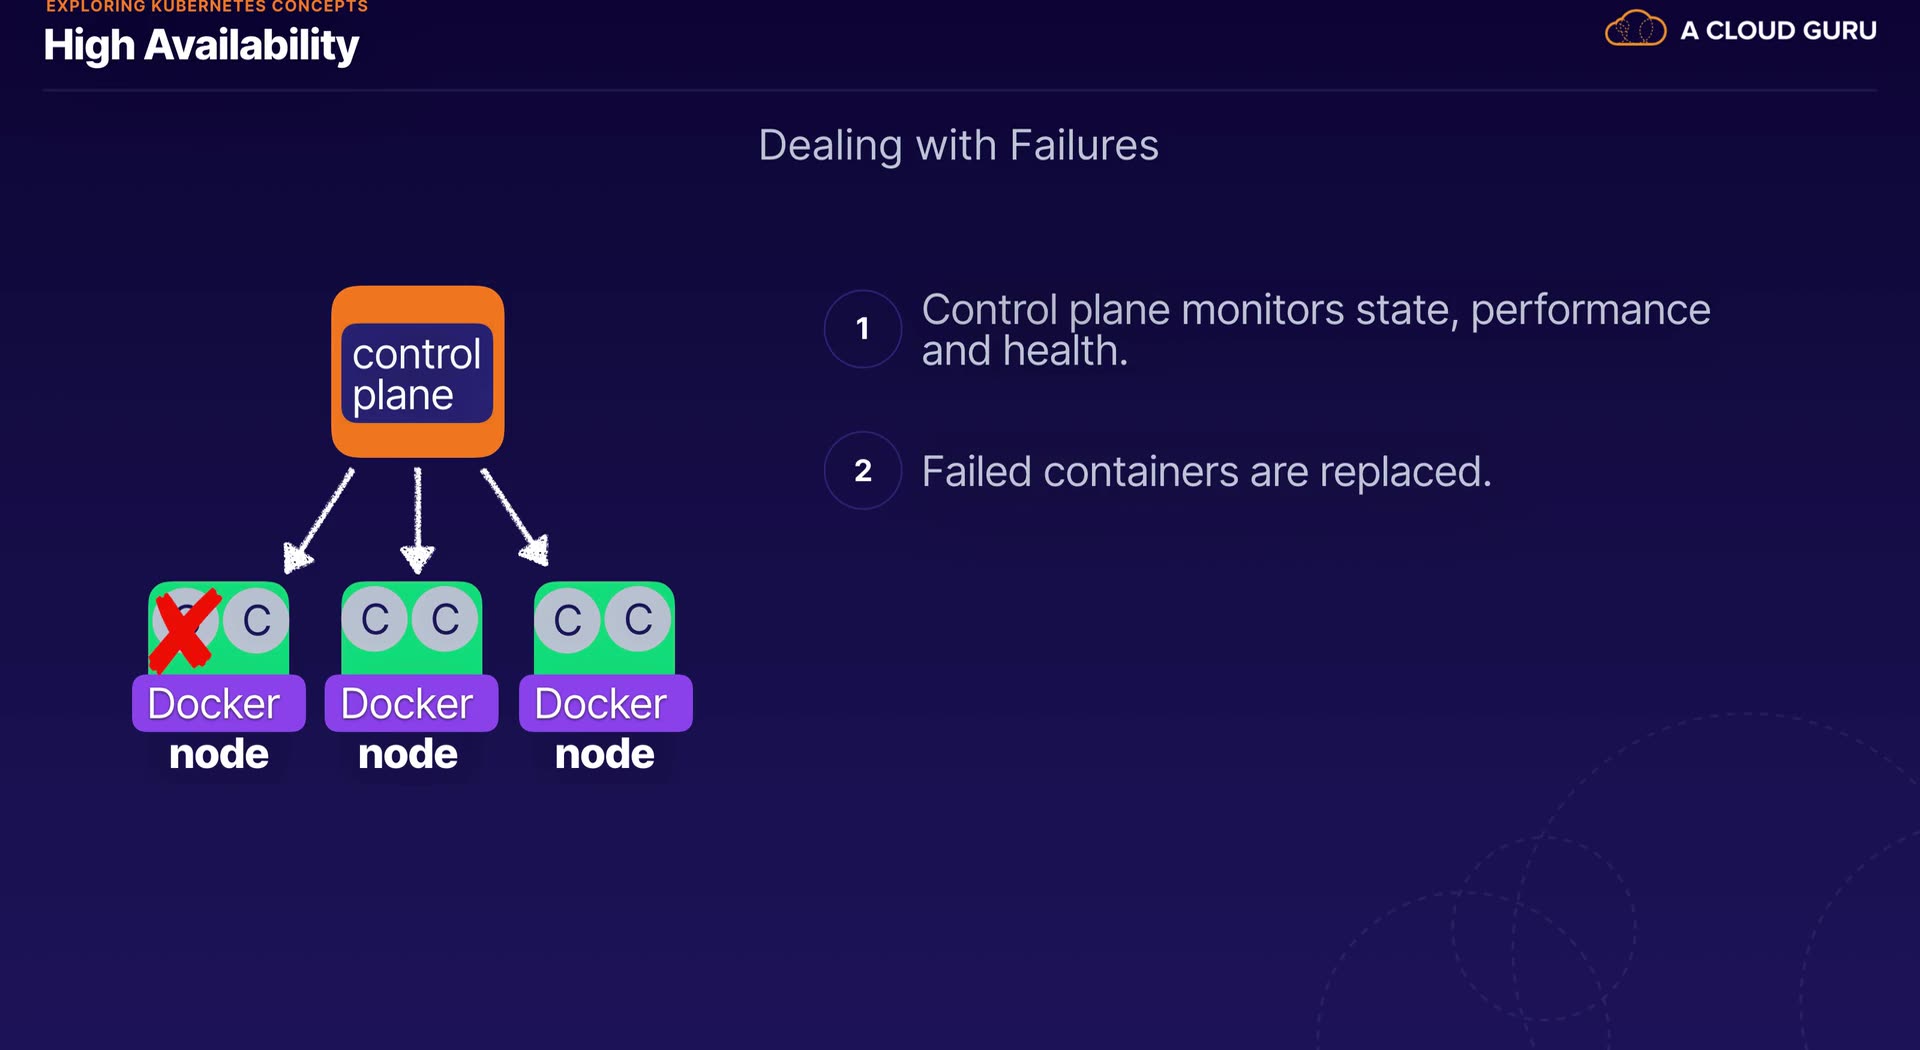 EXPLORING KUBERNETES CONCEPTS
High Availability
A CLOUD GURU
Dealing with Failures
control
plane
1
Control plane monitors state, performance
and health.
2
Failed containers are replaced.
C
C C
C C
Docker
Docker
Docker
node
node
node